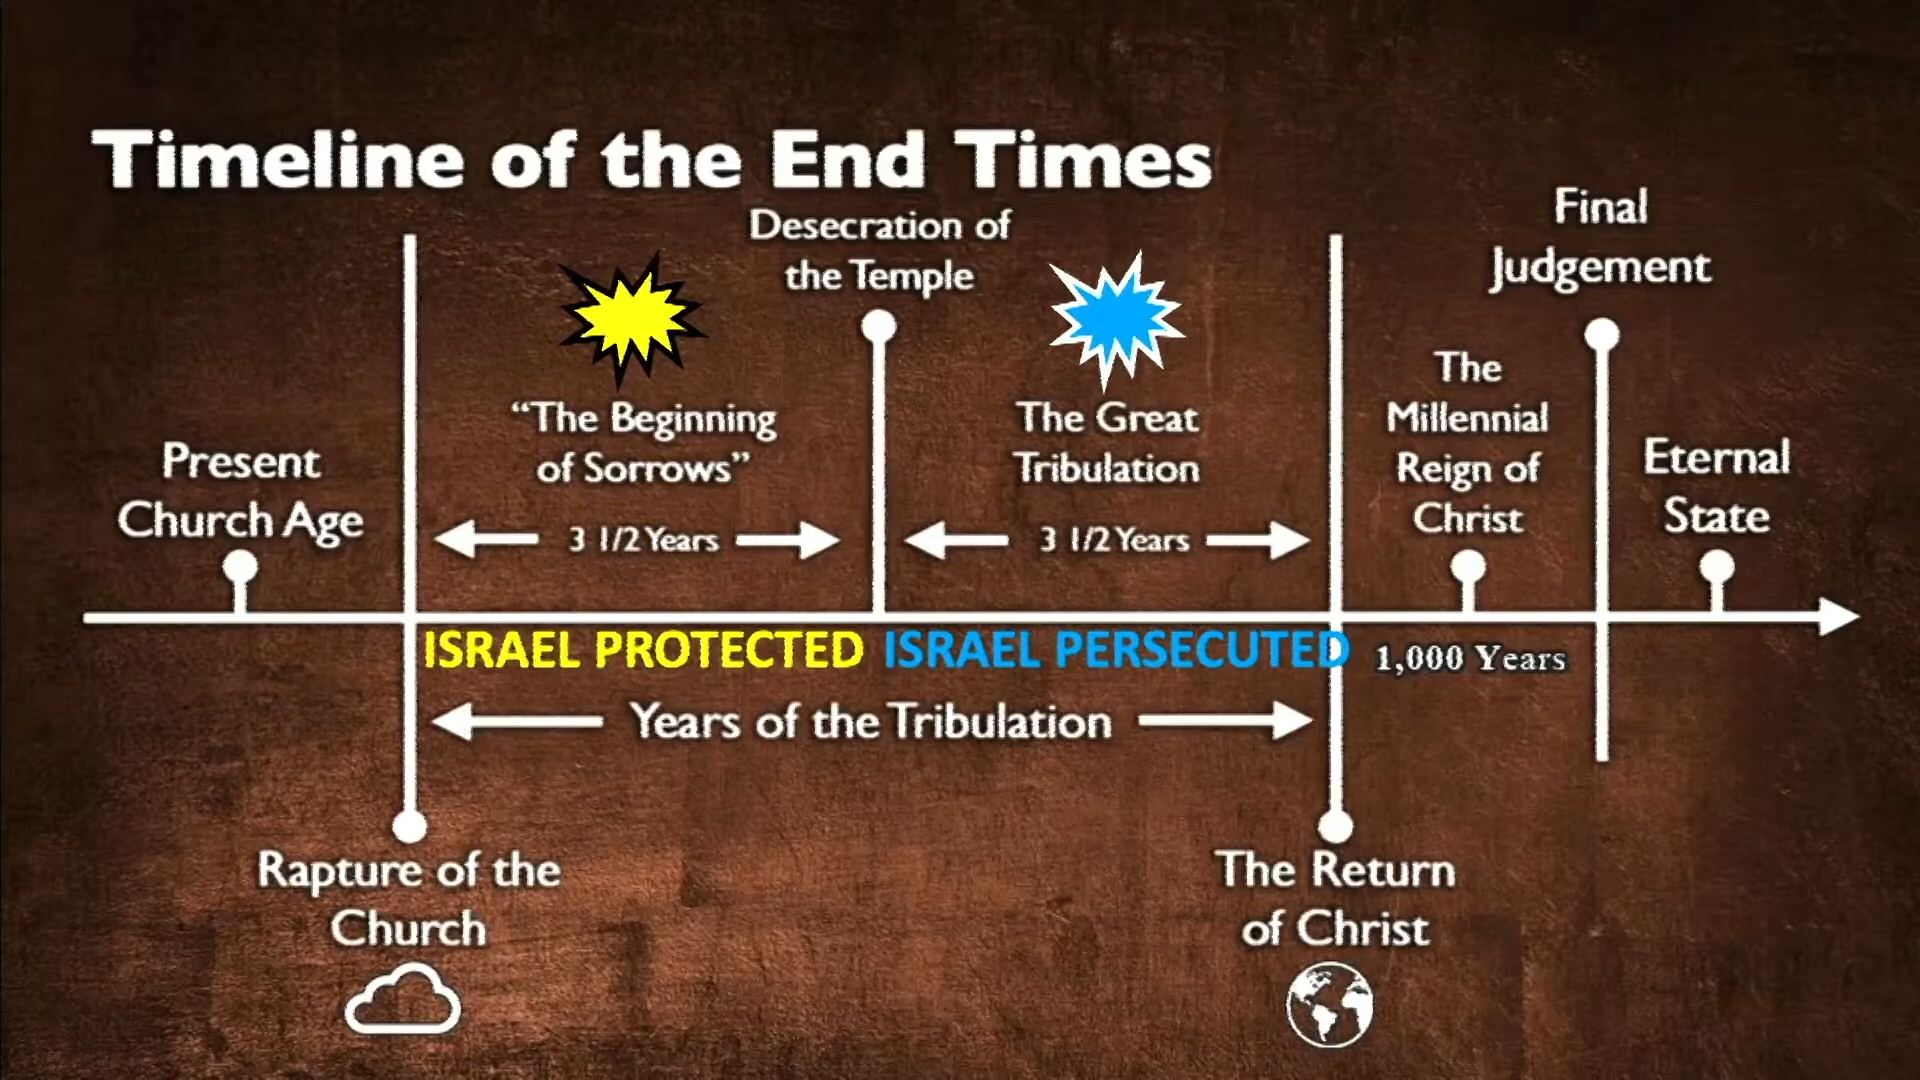 Timeline of the End Times
Desecration of
the Temple
Final
Judgement
“The Beginning
of Sorrows”
The Great
Tribulation
The
Millennial
Reign of
Christ
Present
Church Age
Eternal
State
3 1/2 Years
3 1/2 Years
ISRAEL PROTECTED
ISRAEL PERSECUTED
1,000 Years
Years of the Tribulation
Rapture of the
Church
The Return
of Christ